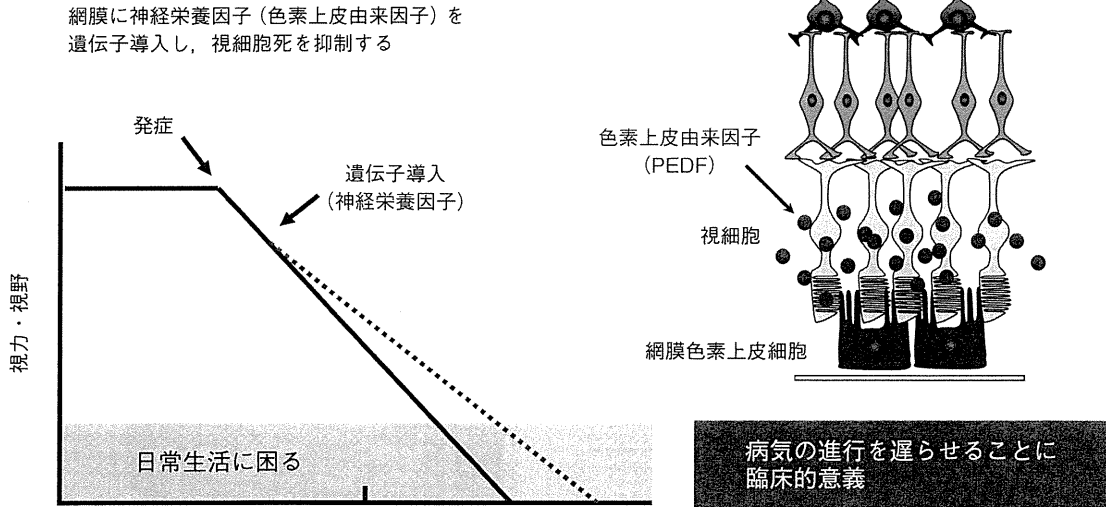 網膜に神経栄養因子（色素上皮由来因子）を
遺伝子導入し，視細胞死を抑制する
発症
遺伝子導入
（神経栄養因子）
視力・視野
日常生活に困る
色素上皮由来因子
（PEDF）
視細胞
網膜色素上皮細胞
病気の進行を遅らせることに
臨床的意義